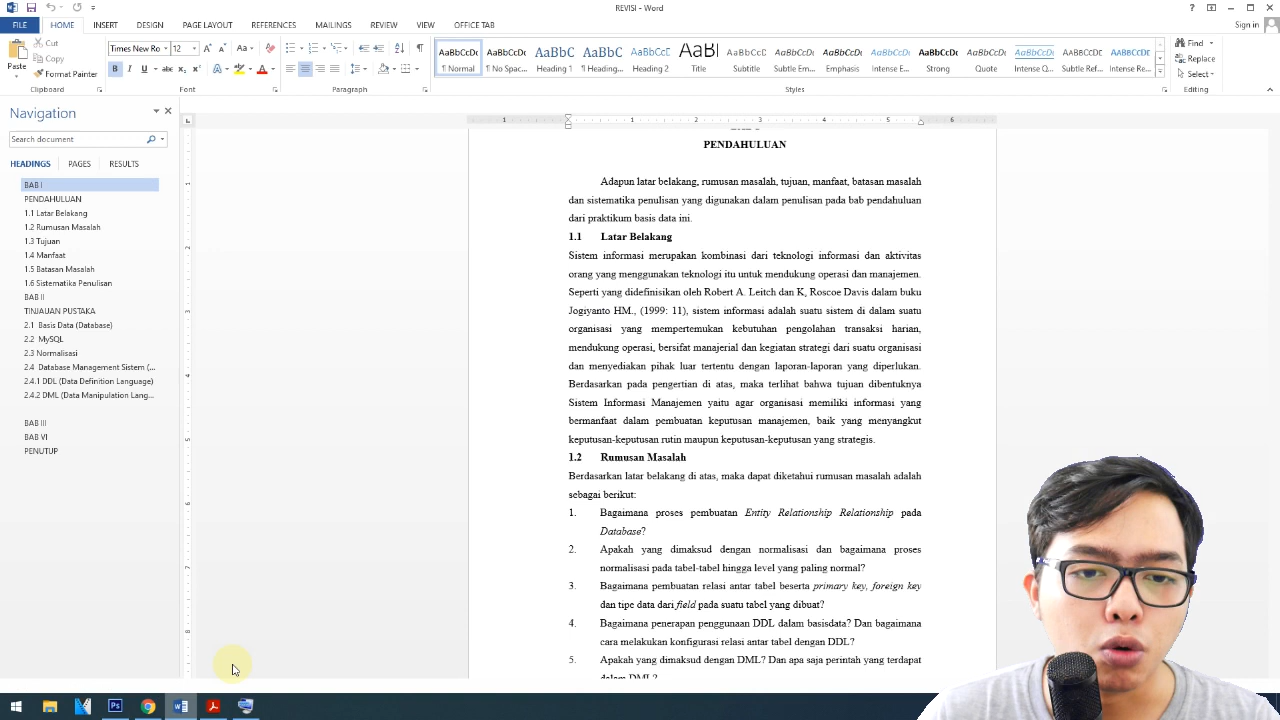 REVISI - Word
Sign in
FILE HOME INSERT DESIGN PAGE LAYOUT REFERENCES MAILINGS REVIEW VIEW OFFICE TAB
Paste Cut Copy Format Painter
Times New Ro 12
AaBbCcDc AaBbCcDc AaBbC AaBbC AaBbCcE AaBl AaBbCcD AaBbCcDc AaBbCcDc AaBbCcDc AaBbCcDc AaBbCcDc AaBbCcDc AABBCCDC AABBCCDC
¶ Normal ¶ No Spac... Heading 1 ¶ Heading... Heading 2 Title Subtitle Subtle Em... Emphasis Intense E... Strong Quote Intense Q... Subtle Ref... Intense Re...
Find
Replace
Select
Clipboard Font Paragraph Styles Editing
Navigation
Search document
HEADINGS PAGES RESULTS
BAB I
PENDAHULUAN
1.1 Latar Belakang
1.2 Rumusan Masalah
1.3 Tujuan
1.4 Manfaat
1.5 Batasan Masalah
1.6 Sistematika Penulisan
BAB II
TINJAUAN PUSTAKA
2.1 Basis Data (Database)
2.2 MySQL
2.3 Normalisasi
2.4 Database Management Sistem (...
2.4.1 DDL (Data Definition Language)
2.4.2 DML (Data Manipulation Lang...
BAB III
BAB VI
PENUTUP
PENDAHULUAN
Adapun latar belakang, rumusan masalah, tujuan, manfaat, batasan masalah
dan sistematika penulisan yang digunakan dalam penulisan pada bab pendahuluan
dari praktikum basis data ini.
1.1 Latar Belakang
Sistem informasi merupakan kombinasi dari teknologi informasi dan aktivitas
orang yang menggunakan teknologi itu untuk mendukung operasi dan manajemen.
Seperti yang didefinisikan oleh Robert A. Leitch dan K, Roscoe Davis dalam buku
Jogiyanto HM., (1999: 11), sistem informasi adalah suatu sistem di dalam suatu
organisasi yang mempertemukan kebutuhan pengolahan transaksi harian,
mendukung operasi, bersifat manajerial dan kegiatan strategi dari suatu organisasi
dan menyediakan pihak luar tertentu dengan laporan-laporan yang diperlukan.
Berdasarkan pada pengertian di atas, maka terlihat bahwa tujuan dibentuknya
Sistem Informasi Manajemen yaitu agar organisasi memiliki informasi yang
bermanfaat dalam pembuatan keputusan manajemen, baik yang menyangkut
keputusan-keputusan rutin maupun keputusan-keputusan yang strategis.
1.2 Rumusan Masalah
Berdasarkan latar belakang di atas, maka dapat diketahui rumusan masalah adalah
sebagai berikut:
1. Bagaimana proses pembuatan Entity Relationship Relationship pada
Database?
2. Apakah yang dimaksud dengan normalisasi dan bagaimana proses
normalisasi pada tabel-tabel hingga level yang paling normal?
3. Bagaimana pembuatan relasi antar tabel beserta primary key, foreign key
dan tipe data dari field pada suatu tabel yang dibuat?
4. Bagaimana penerapan penggunaan DDL dalam basisdata? Dan bagaimana
cara melakukan konfigurasi relasi antar tabel dengan DDL?
5. Apakah yang dimaksud dengan DML? Dan apa saja perintah yang terdapat
dalam DML?